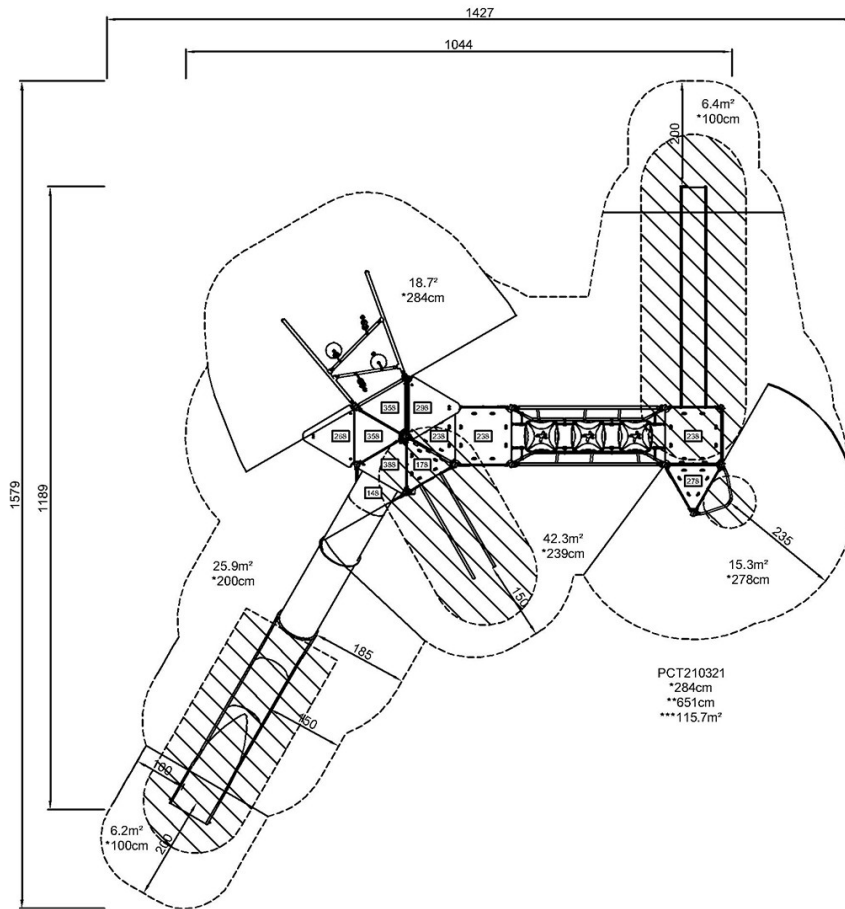 1427
1044
6.4m²
*100cm
200
18.7²
*284cm
1579
1189
358
298
268
358
238
238
238
388
178
148
278
42.3m²
*239cm
235
25.9m²
*200cm
15.3m²
*278cm
150
185
PCT210321
*284cm
**651cm
***115.7m²
150
100
6.2m²
*100cm
200